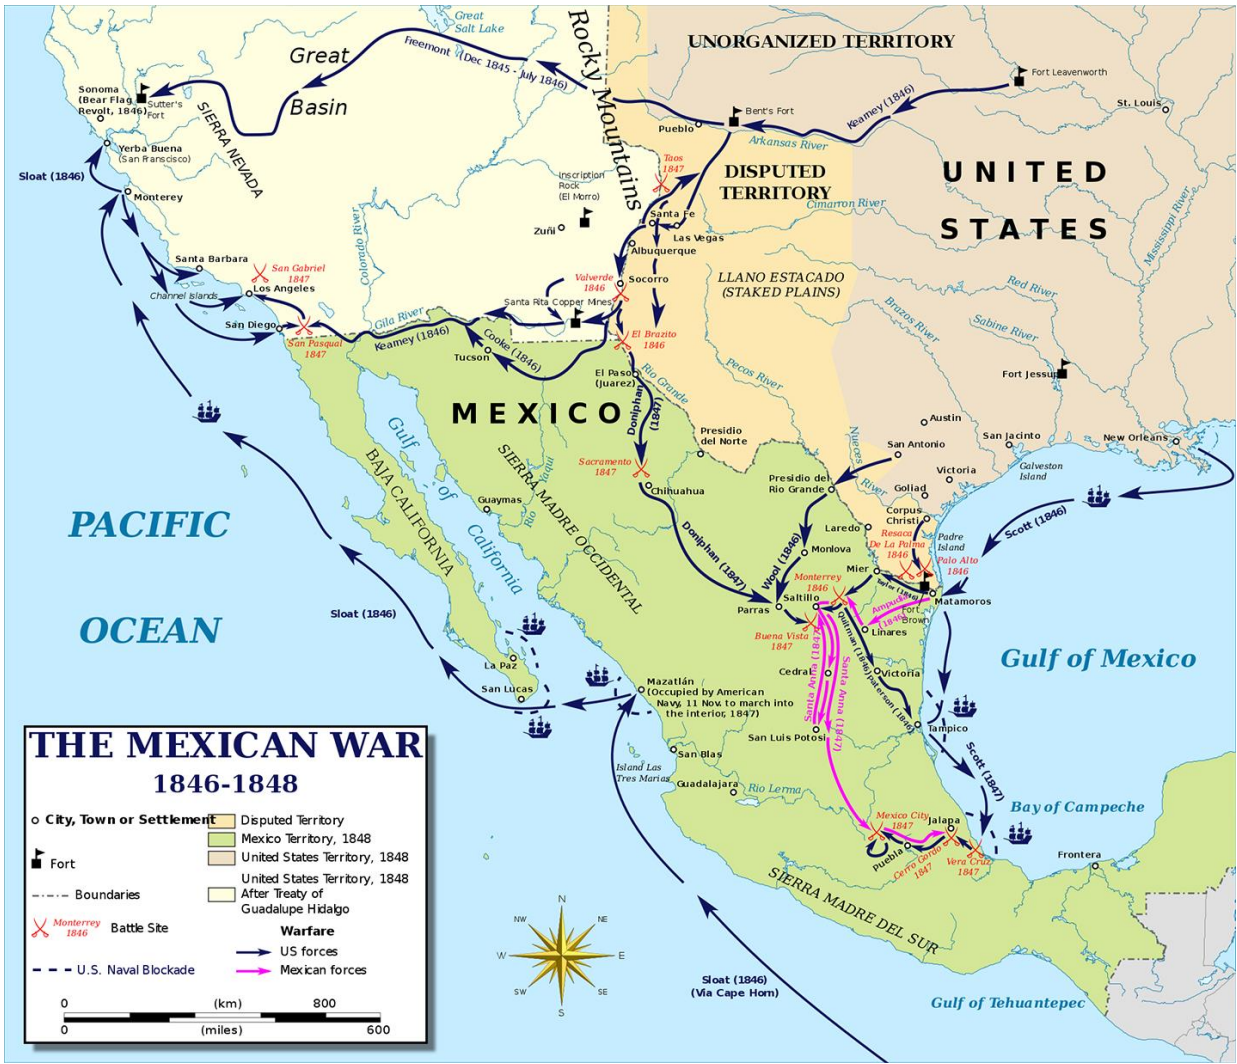 Great
Salt Lake
Rocky Mountains
UNORGANIZED TERRITORY
Freemont (Dec 1845 - July 1846)
Great
Basin
Fort Leavenworth
Sonoma
(Bear Flag
Revolt, 1846)
Sutter's
Fort
SIERRA NEVADA
Kearney (1846)
St. Louis
Bent's Fort
Pueblo
Arkansas River
Yerba Buena
(San Francisco)
Sloat (1846)
Monterey
Taos
1847
DISPUTED
TERRITORY
UNITED
STATES
Inscription
Rock
(El Morro)
Zuñi
Santa Fe
Las Vegas
Albuquerque
Cimarron River
Mississippi River
Colorado River
Santa Barbara
Channel Islands
San Gabriel
1847
Los Angeles
Valverde
1846
Socorro
LLANO ESTACADO
(STAKED PLAINS)
Red River
Santa Rita Copper Mines
Brazos River
Sabine River
San Diego
San Pasqual
1847
Gila River
Kearney (1846)
Cooke (1846)
Tucson
El Brazito
1846
El Paso
(Juarez)
Rio Grande
Pecos River
Fort Jessup
MEXICO
Doniphan
(1847)
Presidio
del Norte
Austin
San Antonio
San Jacinto
New Orleans
Galveston
Island
Gulf
of
California
BAJA CALIFORNIA
SIERRA MADRE OCCIDENTAL
Rio Yaqui
Guaymas
Sacramento
1847
Chihuahua
Nueces
River
Victoria
Goliad
Presidio del
Rio Grande
Corpus
Christi
Scott (1846)
PACIFIC
OCEAN
Doniphan (1847)
Laredo
Resaca
De La Palma
1846
Padre
Island
Palo Alto
1846
Wool (1846)
Monlova
Mier
Taylor (1846)
Monterrey
1846
Ampudia
(1846)
Fort
Brown
Matamoros
Parras
Saltillo
Linares
Buena Vista
1847
Quitman (1846)
Paterson (1846)
Sloat (1846)
Gulf of Mexico
Cedral
Santa Anna (1847)
Santa Anna (1847)
Victoria
La Paz
San Lucas
Mazatlán
(Occupied by American
Navy, 11 Nov. to march into
the interior, 1847)
San Luis Potosi
Tampico
Scott (1847)
San Blas
Island Las
Tres Marias
Guadalajara
Rio Lerma
Bay of Campeche
Mexico City
1847
Jalapa
Puebla
Cerro Gordo
1847
Vera Cruz
1847
Frontera
SIERRA MADRE DEL SUR
Sloat (1846)
(Via Cape Horn)
Gulf of Tehuantepec
N
NW
NE
W
E
SW
SE
S
THE MEXICAN WAR
1846-1848
City, Town or Settlement
Fort
Boundaries
Monterrey
1846
Battle Site
U.S. Naval Blockade
Disputed Territory
Mexico Territory, 1848
United States Territory, 1848
United States Territory, 1848
After Treaty of
Guadalupe Hidalgo
Warfare
US forces
Mexican forces
0 (km) 800
0 (miles) 600